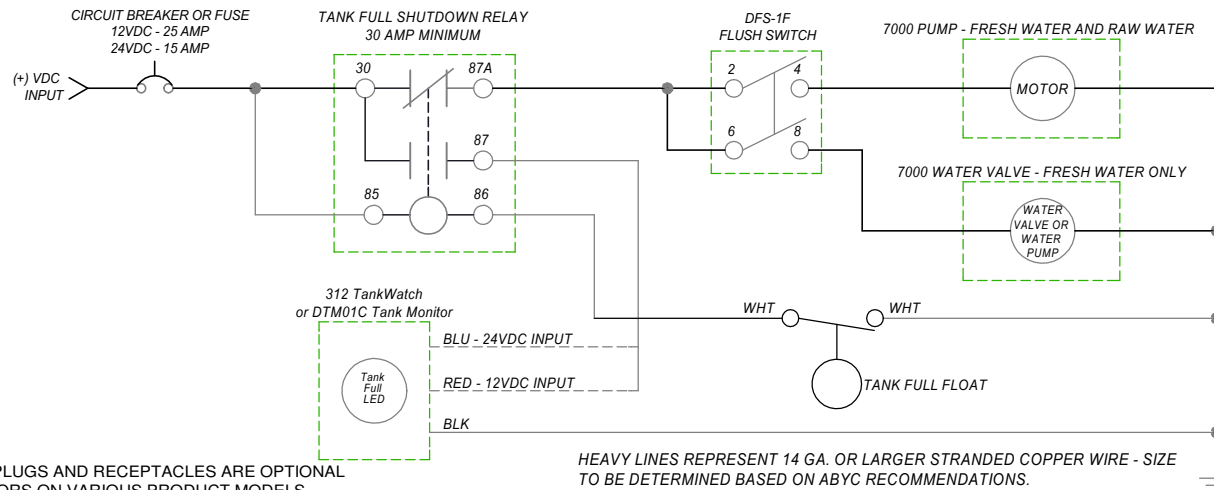 CIRCUIT BREAKER OR FUSE
12VDC - 25 AMP
24VDC - 15 AMP
TANK FULL SHUTDOWN RELAY
30 AMP MINIMUM
DFS-1F
FLUSH SWITCH
7000 PUMP - FRESH WATER AND RAW WATER
(+) VDC
INPUT
30
87A
2
4
MOTOR
87
6
8
7000 WATER VALVE - FRESH WATER ONLY
85
86
WATER
VALVE OR
WATER
PUMP
312 TankWatch
or DTM01C Tank Monitor
WHT
WHT
BLU - 24VDC INPUT
Tank
Full
LED
RED - 12VDC INPUT
TANK FULL FLOAT
BLK
PLUGS AND RECEPTACLES ARE OPTIONAL
ORS ON VARIOUS PRODUCT MODELS
HEAVY LINES REPRESENT 14 GA. OR LARGER STRANDED COPPER WIRE - SIZE
TO BE DETERMINED BASED ON ABYC RECOMMENDATIONS.